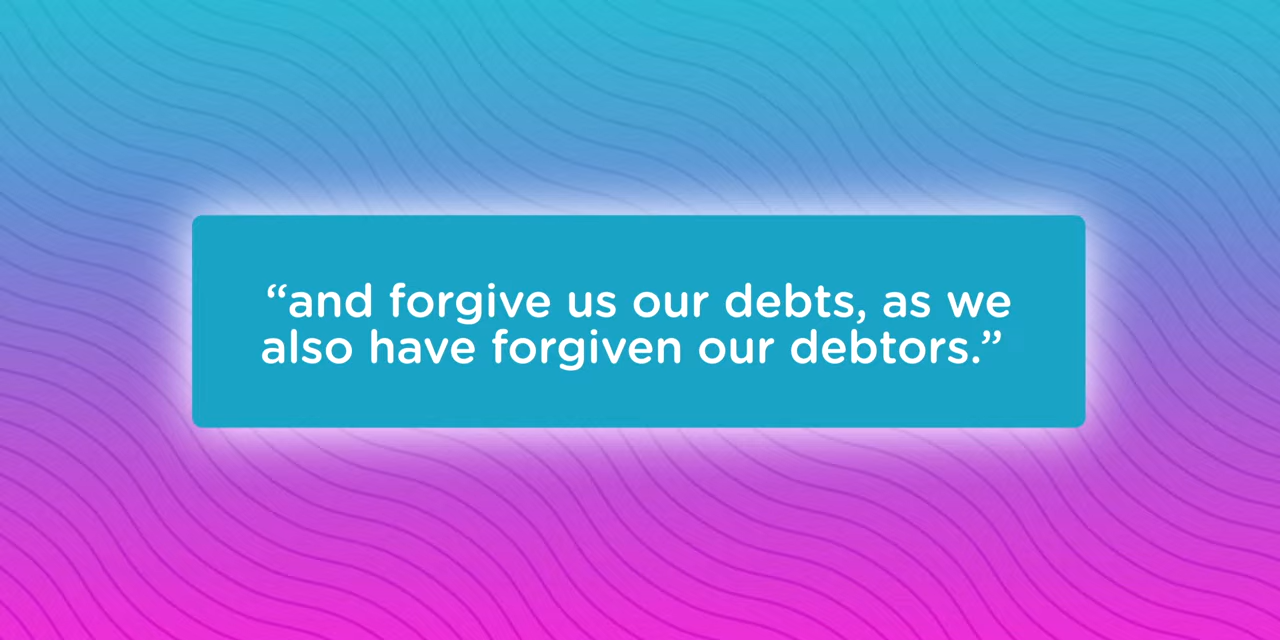 “and forgive us our debts, as we
also have forgiven our debtors.”